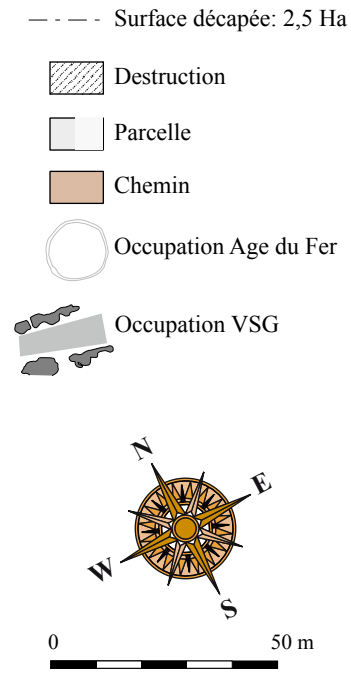 Surface décapée: 2,5 Ha
Destruction
Parcelle
Chemin
Occupation Age du Fer
Occupation VSG
N
E
W
S
0 50 m